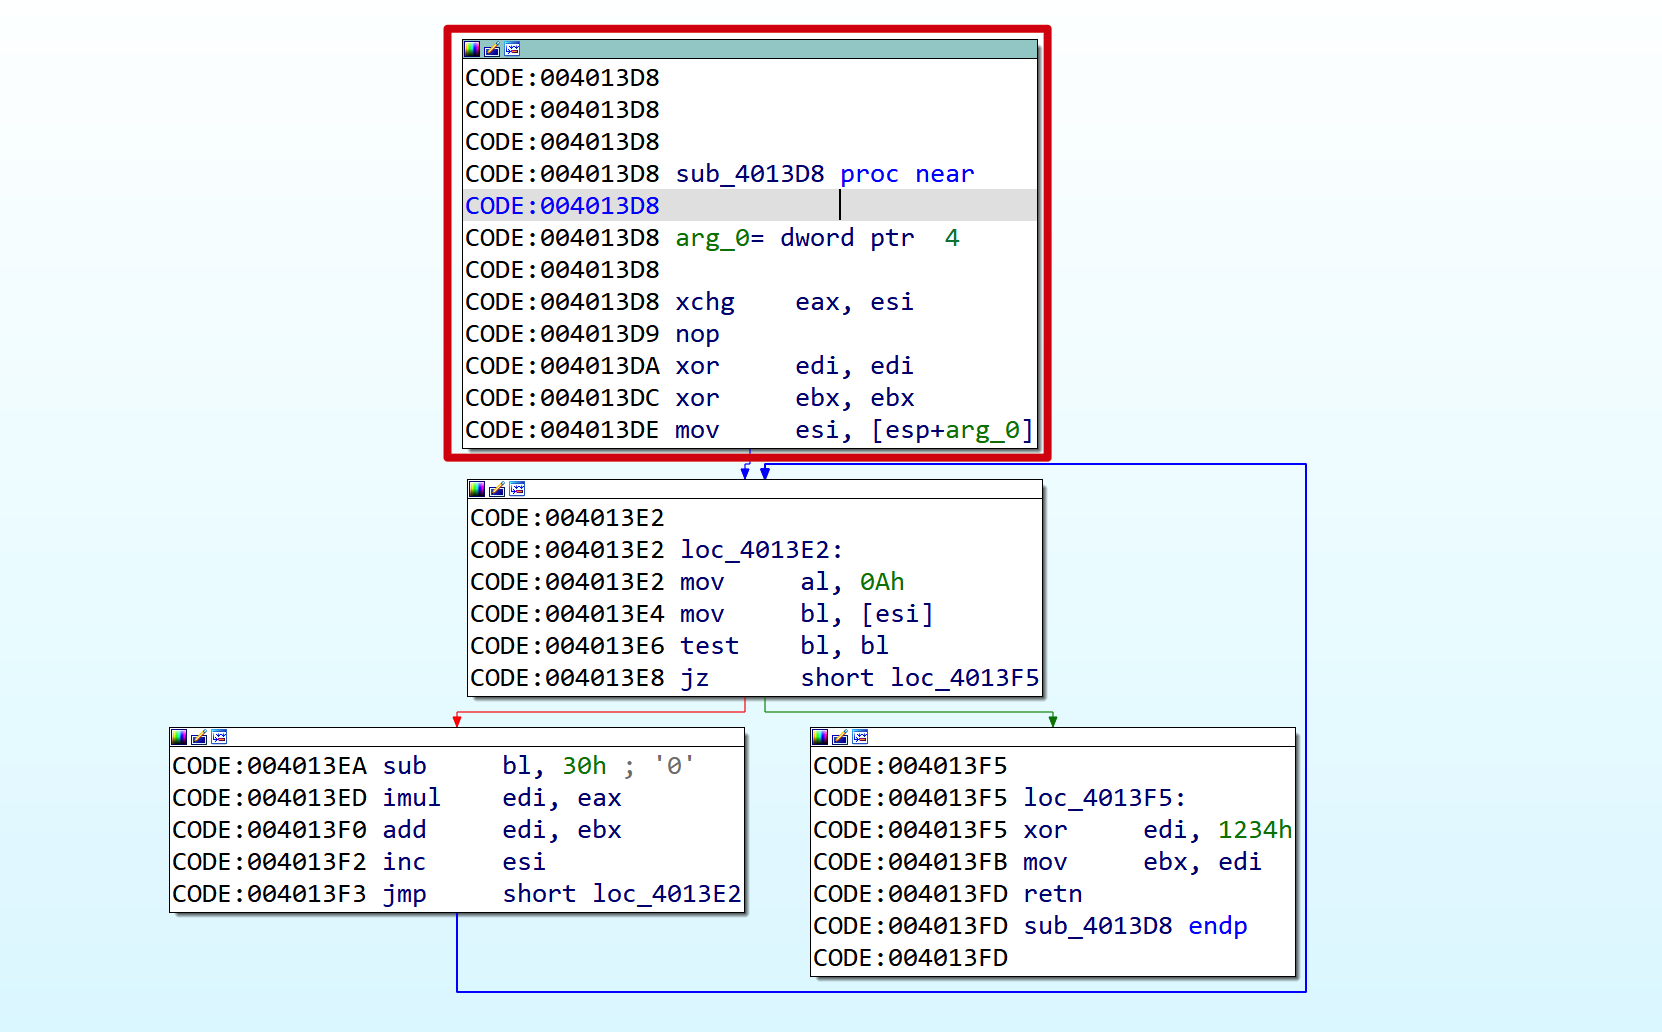 CODE:004013D8
CODE:004013D8
CODE:004013D8
CODE:004013D8 sub_4013D8 proc near
CODE:004013D8
CODE:004013D8 arg_0= dword ptr  4
CODE:004013D8
CODE:004013D8 xchg    eax, esi
CODE:004013D9 nop
CODE:004013DA xor     edi, edi
CODE:004013DC xor     ebx, ebx
CODE:004013DE mov     esi, [esp+arg_0]
CODE:004013E2
CODE:004013E2 loc_4013E2:
CODE:004013E2 mov     al, 0Ah
CODE:004013E4 mov     bl, [esi]
CODE:004013E6 test    bl, bl
CODE:004013E8 jz      short loc_4013F5
CODE:004013EA sub     bl, 30h ; '0'
CODE:004013ED imul    edi, eax
CODE:004013F0 add     edi, ebx
CODE:004013F2 inc     esi
CODE:004013F3 jmp     short loc_4013E2
CODE:004013F5
CODE:004013F5 loc_4013F5:
CODE:004013F5 xor     edi, 1234h
CODE:004013FB mov     ebx, edi
CODE:004013FD retn
CODE:004013FD sub_4013D8 endp
CODE:004013FD